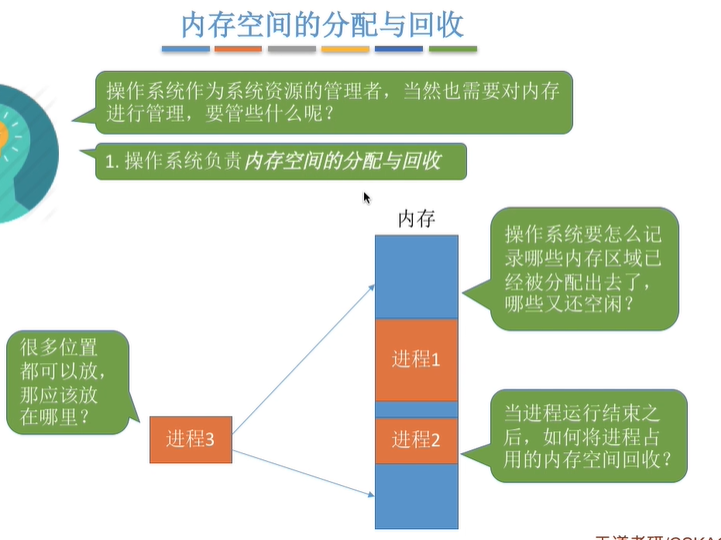 内存空间的分配与回收
操作系统作为系统资源的管理者，当然也需要对内存
进行管理，要管些什么呢？
1. 操作系统负责内存空间的分配与回收
内存
操作系统要怎么记
录哪些内存区域已
经被分配出去了，
哪些又还空闲？
很多位置
都可以放，
那应该放
在哪里？
进程1
进程3
进程2
当进程运行结束之
后，如何将进程占
用的内存空间回收？